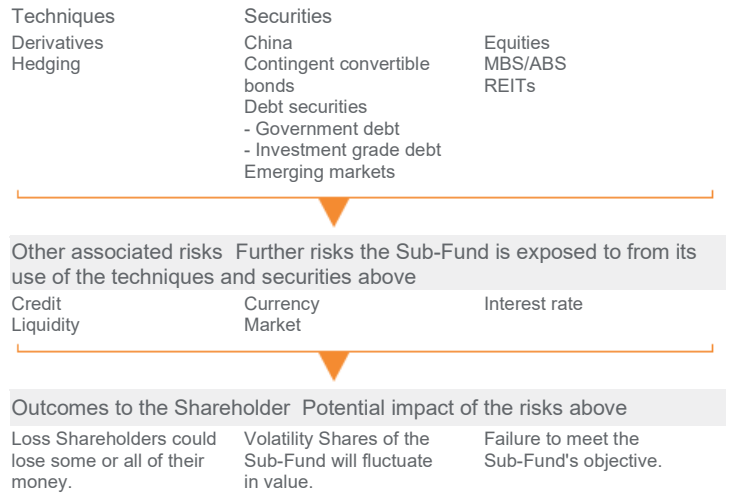 Techniques
Securities
Derivatives
Hedging
China
Contingent convertible
bonds
Debt securities
- Government debt
- Investment grade debt
Emerging markets
Equities
MBS/ABS
REITs
Other associated risks  Further risks the Sub-Fund is exposed to from its
use of the techniques and securities above
Credit
Liquidity
Currency
Market
Interest rate
Outcomes to the Shareholder  Potential impact of the risks above
Loss Shareholders could
lose some or all of their
money.
Volatility Shares of the
Sub-Fund will fluctuate
in value.
Failure to meet the
Sub-Fund's objective.